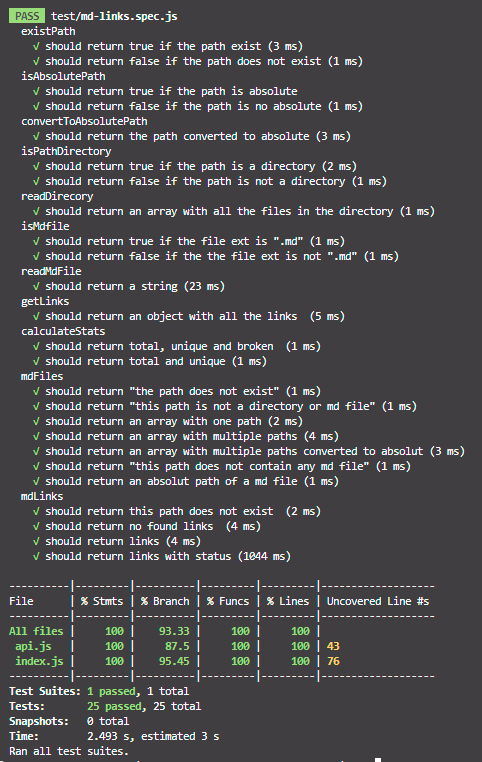 PASS test/md-links.spec.js
existPath
√ should return true if the path exist (3 ms)
√ should return false if the path does not exist (1 ms)
isAbsolutePath
√ should return true if the path is absolute
√ should return false if the path is no absolute (1 ms)
convertToAbsolutePath
√ should return the path converted to absolute (3 ms)
isPathDirectory
√ should return true if the path is a directory (2 ms)
√ should return false if the path is not a directory (1 ms)
readDirecory
√ should return an array with all the files in the directory (1 ms)
isMdfile
√ should return true if the file ext is ".md" (1 ms)
√ should return false if the the file ext is not ".md" (1 ms)
readMdFile
√ should return a string (23 ms)
getLinks
√ should return an object with all the links  (5 ms)
calculateStats
√ should return total, unique and broken  (1 ms)
√ should return total and unique (1 ms)
mdFiles
√ should return "the path does not exist" (1 ms)
√ should return "this path is not a directory or md file" (1 ms)
√ should return an array with one path (2 ms)
√ should return an array with multiple paths (4 ms)
√ should return an array with multiple paths converted to absolut (3 ms)
√ should return "this path does not contain any md file" (1 ms)
√ should return an absolut path of a md file (1 ms)
mdLinks
√ should return this path does not exist  (2 ms)
√ should return no found links  (4 ms)
√ should return links (4 ms)
√ should return links with status (1044 ms)
----------|---------|----------|---------|---------|-------------------
File      | % Stmts | % Branch | % Funcs | % Lines | Uncovered Line #s
----------|---------|----------|---------|---------|-------------------
All files |     100 |    93.33 |     100 |     100 |
api.js   |     100 |     87.5 |     100 |     100 | 43
index.js |     100 |    95.45 |     100 |     100 | 76
----------|---------|----------|---------|---------|-------------------
Test Suites: 1 passed, 1 total
Tests:       25 passed, 25 total
Snapshots:   0 total
Time:        2.493 s, estimated 3 s
Ran all test suites.